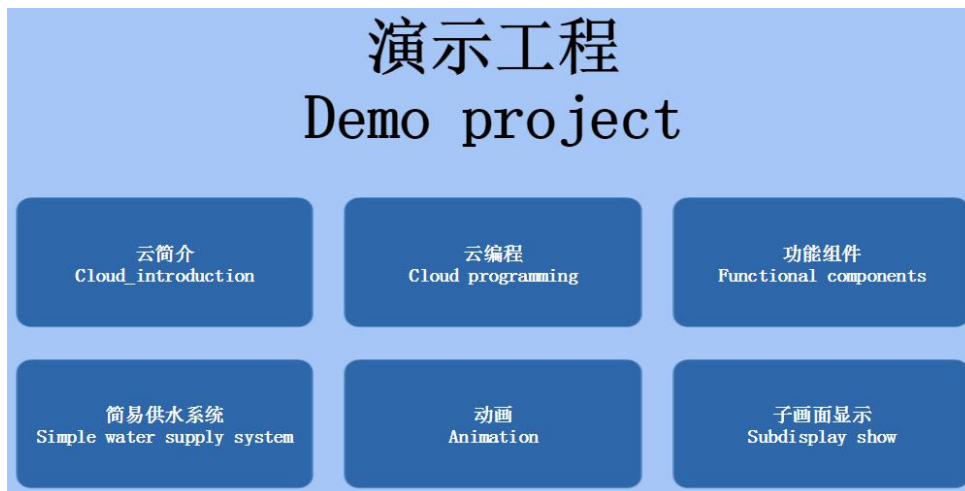 演示工程
Demo project
云简介
Cloud_introduction
云编程
Cloud programming
功能组件
Functional components
简易供水系统
Simple water supply system
动画
Animation
子画面显示
Subdisplay show